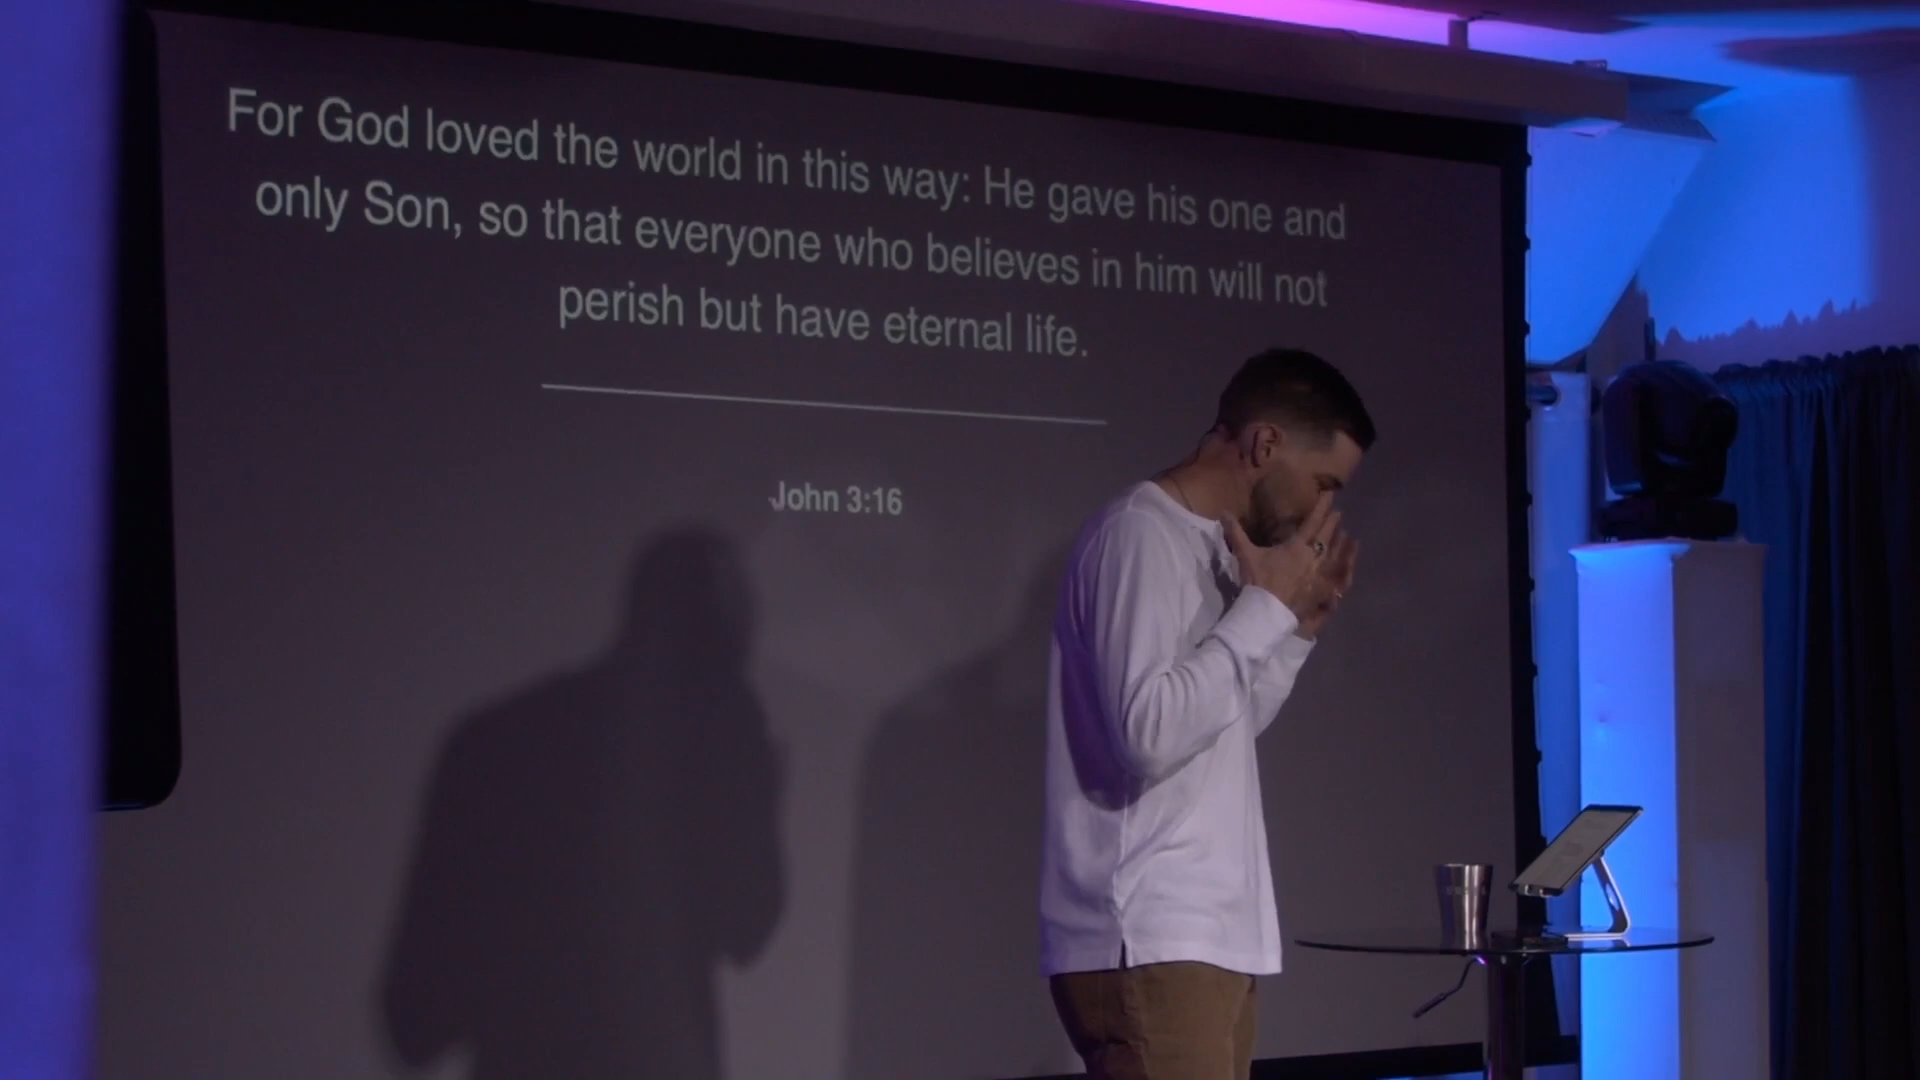 For God loved the world in this way: He gave his one and
only Son, so that everyone who believes in him will not
perish but have eternal life.
John 3:16